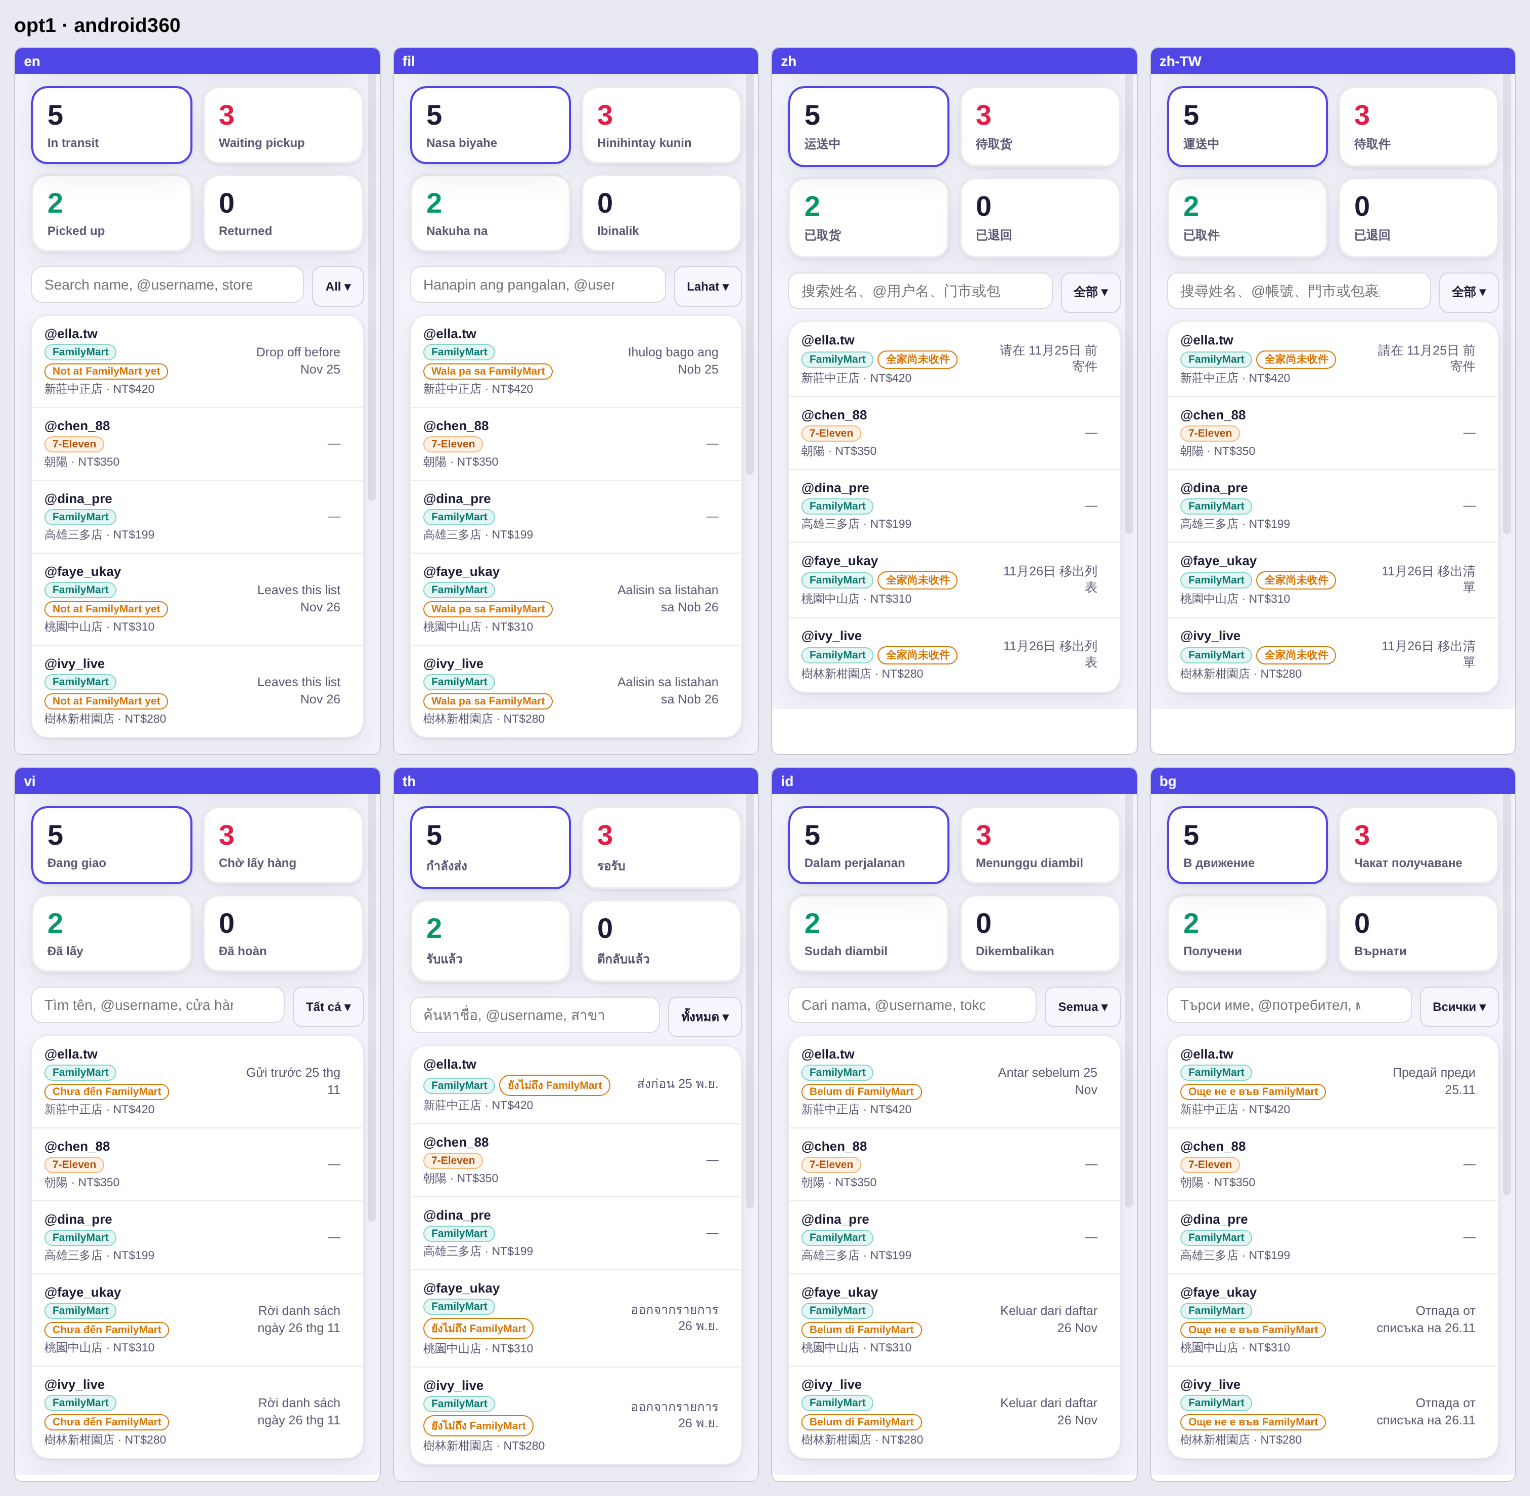 opt1 · android360
en
5
In transit
3
Waiting pickup
2
Picked up
0
Returned
Search name, @username, store
All ▾
@ella.tw
FamilyMart
Not at FamilyMart yet
新莊中正店 · NT$420
Drop off before
Nov 25
@chen_88
7-Eleven
朝陽 · NT$350
—
@dina_pre
FamilyMart
高雄三多店 · NT$199
—
@faye_ukay
FamilyMart
Not at FamilyMart yet
桃園中山店 · NT$310
Leaves this list
Nov 26
@ivy_live
FamilyMart
Not at FamilyMart yet
樹林新柑園店 · NT$280
Leaves this list
Nov 26
fil
5
Nasa biyahe
3
Hinihintay kunin
2
Nakuha na
0
Ibinalik
Hanapin ang pangalan, @user
Lahat ▾
@ella.tw
FamilyMart
Wala pa sa FamilyMart
新莊中正店 · NT$420
Ihulog bago ang
Nob 25
@chen_88
7-Eleven
朝陽 · NT$350
—
@dina_pre
FamilyMart
高雄三多店 · NT$199
—
@faye_ukay
FamilyMart
Wala pa sa FamilyMart
桃園中山店 · NT$310
Aalisin sa listahan
sa Nob 26
@ivy_live
FamilyMart
Wala pa sa FamilyMart
樹林新柑園店 · NT$280
Aalisin sa listahan
sa Nob 26
zh
5
运送中
3
待取货
2
已取货
0
已退回
搜索姓名、@用户名、门市或包
全部 ▾
@ella.tw
FamilyMart 全家尚未收件
新莊中正店 · NT$420
请在 11月25日 前
寄件
@chen_88
7-Eleven
朝陽 · NT$350
—
@dina_pre
FamilyMart
高雄三多店 · NT$199
—
@faye_ukay
FamilyMart 全家尚未收件
桃園中山店 · NT$310
11月26日 移出列
表
@ivy_live
FamilyMart 全家尚未收件
樹林新柑園店 · NT$280
11月26日 移出列
表
zh-TW
5
運送中
3
待取件
2
已取件
0
已退回
搜尋姓名、@帳號、門市或包裹
全部 ▾
@ella.tw
FamilyMart 全家尚未收件
新莊中正店 · NT$420
請在 11月25日 前
寄件
@chen_88
7-Eleven
朝陽 · NT$350
—
@dina_pre
FamilyMart
高雄三多店 · NT$199
—
@faye_ukay
FamilyMart 全家尚未收件
桃園中山店 · NT$310
11月26日 移出清
單
@ivy_live
FamilyMart 全家尚未收件
樹林新柑園店 · NT$280
11月26日 移出清
單
vi
5
Đang giao
3
Chờ lấy hàng
2
Đã lấy
0
Đã hoàn
Tìm tên, @username, cửa hàr
Tất cả ▾
@ella.tw
FamilyMart
Chưa đến FamilyMart
新莊中正店 · NT$420
Gửi trước 25 thg
11
@chen_88
7-Eleven
朝陽 · NT$350
—
@dina_pre
FamilyMart
高雄三多店 · NT$199
—
@faye_ukay
FamilyMart
Chưa đến FamilyMart
桃園中山店 · NT$310
Rời danh sách
ngày 26 thg 11
@ivy_live
FamilyMart
Chưa đến FamilyMart
樹林新柑園店 · NT$280
Rời danh sách
ngày 26 thg 11
th
5
กำลังส่ง
3
รอรับ
2
รับแล้ว
0
ตีกลับแล้ว
ค้นหาชื่อ, @username, สาขา
ทั้งหมด ▾
@ella.tw
FamilyMart ยังไม่ถึง FamilyMart
新莊中正店 · NT$420
ส่งก่อน 25 พ.ย.
@chen_88
7-Eleven
朝陽 · NT$350
—
@dina_pre
FamilyMart
高雄三多店 · NT$199
—
@faye_ukay
FamilyMart
ยังไม่ถึง FamilyMart
桃園中山店 · NT$310
ออกจากรายการ
26 พ.ย.
@ivy_live
FamilyMart
ยังไม่ถึง FamilyMart
樹林新柑園店 · NT$280
ออกจากรายการ
26 พ.ย.
id
5
Dalam perjalanan
3
Menunggu diambil
2
Sudah diambil
0
Dikembalikan
Cari nama, @username, toko
Semua ▾
@ella.tw
FamilyMart
Belum di FamilyMart
新莊中正店 · NT$420
Antar sebelum 25
Nov
@chen_88
7-Eleven
朝陽 · NT$350
—
@dina_pre
FamilyMart
高雄三多店 · NT$199
—
@faye_ukay
FamilyMart
Belum di FamilyMart
桃園中山店 · NT$310
Keluar dari daftar
26 Nov
@ivy_live
FamilyMart
Belum di FamilyMart
樹林新柑園店 · NT$280
Keluar dari daftar
26 Nov
bg
5
В движение
3
Чакат получаване
2
Получени
0
Върнати
Търси име, @потребител, м
Всички ▾
@ella.tw
FamilyMart
Още не е във FamilyMart
新莊中正店 · NT$420
Предай преди
25.11
@chen_88
7-Eleven
朝陽 · NT$350
—
@dina_pre
FamilyMart
高雄三多店 · NT$199
—
@faye_ukay
FamilyMart
Още не е във FamilyMart
桃園中山店 · NT$310
Отпада от
списъка на 26.11
@ivy_live
FamilyMart
Още не е във FamilyMart
樹林新柑園店 · NT$280
Отпада от
списъка на 26.11